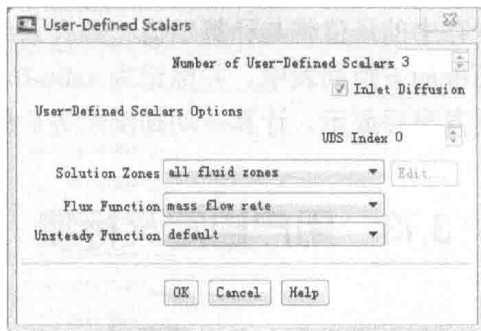 User-Defined Scalars
Number of User-Defined Scalars 3
Inlet Diffusion
User-Defined Scalars Options
UDS Index 0
Solution Zones all fluid zones Edit...
Flux Function mass flow rate
Unsteady Function default
OK Cancel Help